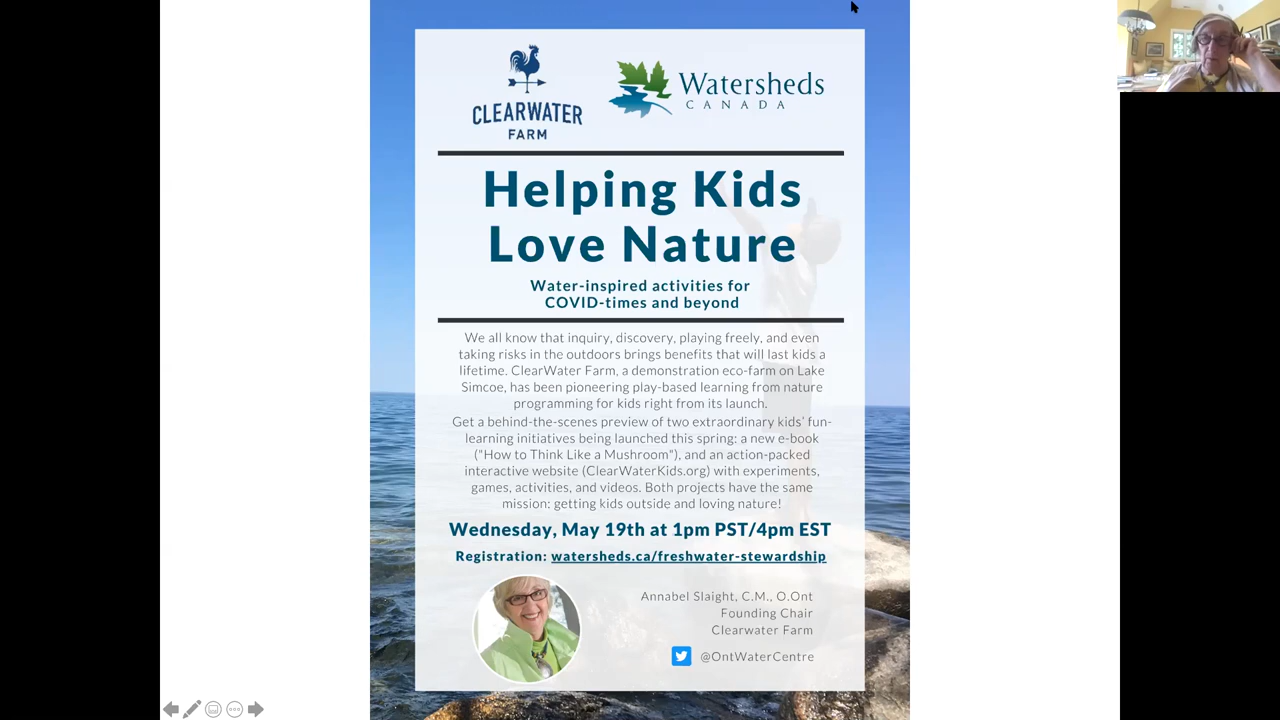 CLEARWATER
FARM
Watersheds
CANADA
Helping Kids
Love Nature
Water-inspired activities for
COVID-times and beyond
We all know that inquiry, discovery, playing freely, and even
taking risks in the outdoors brings benefits that will last kids a
lifetime. ClearWater Farm, a demonstration eco-farm on Lake
Simcoe, has been pioneering play-based learning from nature
programming for kids right from its launch.
Get a behind-the-scenes preview of two extraordinary kids' fun-
learning initiatives being launched this spring: a new e-book
("How to Think Like a Mushroom"), and an action-packed
interactive website (ClearWaterKids.org) with experiments,
games, activities, and videos. Both projects have the same
mission: getting kids outside and loving nature!
Wednesday, May 19th at 1pm PST/4pm EST
Registration: watersheds.ca/freshwater-stewardship
Annabel Slaight, C.M., O.Ont
Founding Chair
Clearwater Farm
@OntWaterCentre